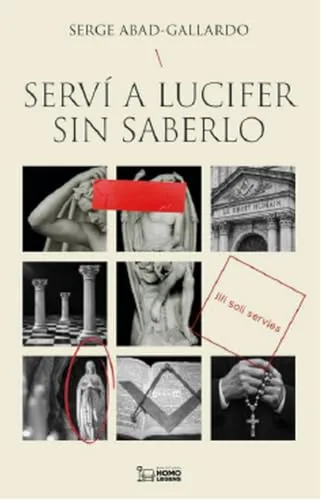 SERGE ABAD-GALLARDO
SERVÍ A LUCIFER
SIN SABERLO
LE DROIT HUMAIN
illi soli servies
HOMO
LEGENS